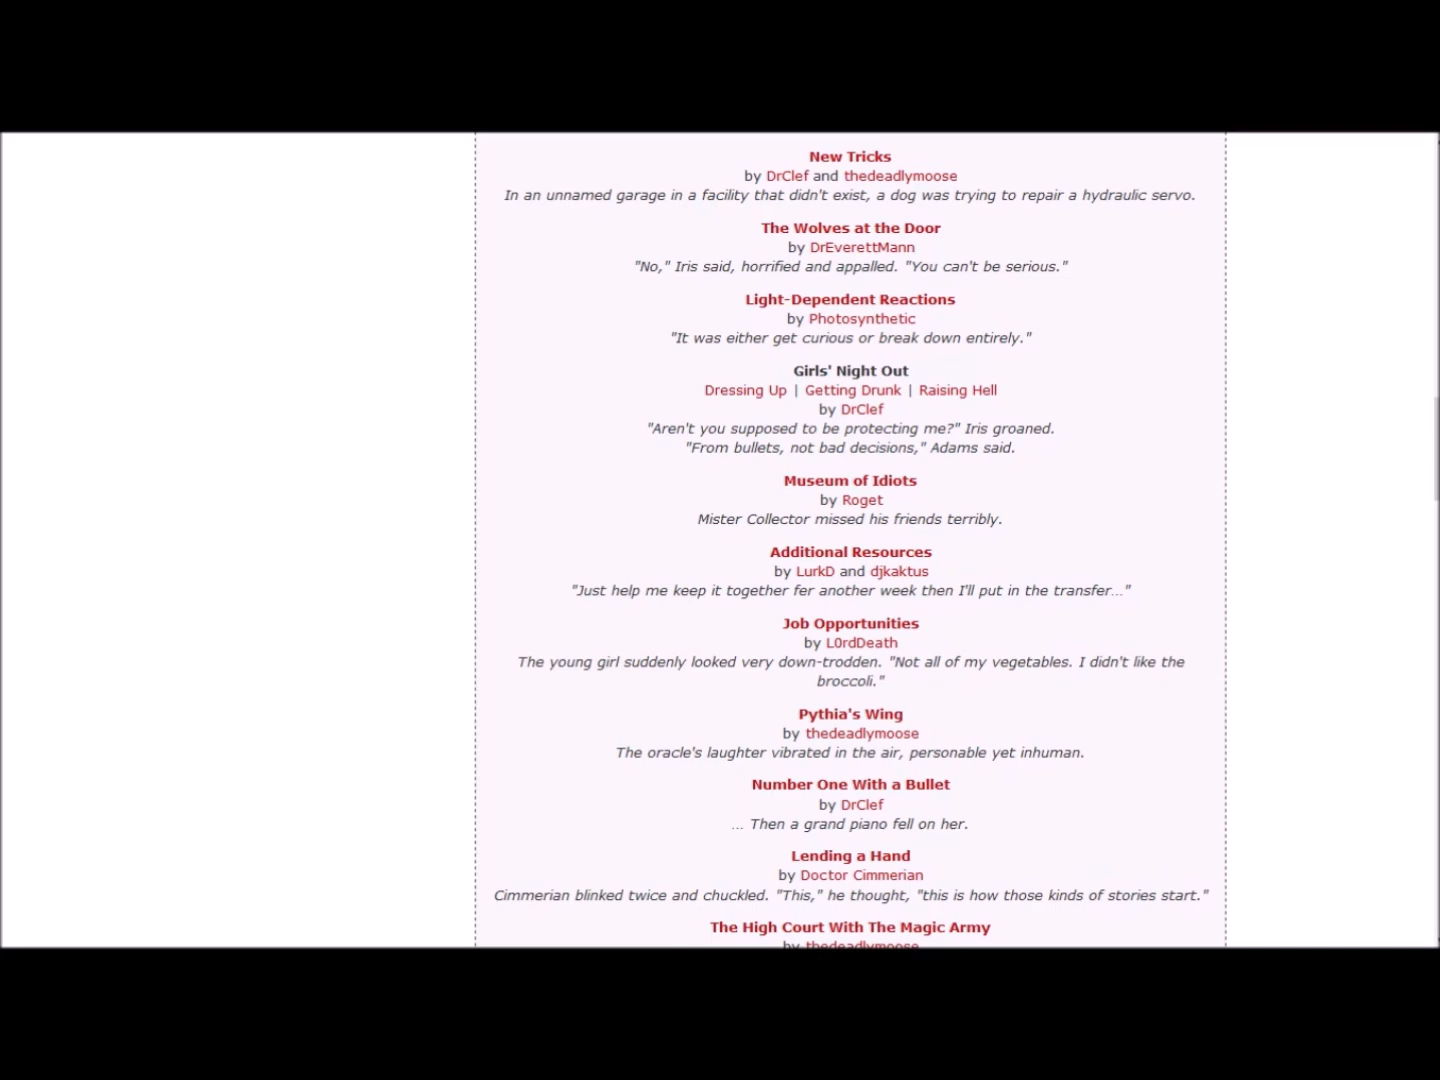 New Tricks
by DrClef and thedeadlymoose
In an unnamed garage in a facility that didn't exist, a dog was trying to repair a hydraulic servo.
The Wolves at the Door
by DrEverettMann
"No," Iris said, horrified and appalled. "You can't be serious."
Light-Dependent Reactions
by Photosynthetic
"It was either get curious or break down entirely."
Girls' Night Out
Dressing Up | Getting Drunk | Raising Hell
by DrClef
"Aren't you supposed to be protecting me?" Iris groaned.
"From bullets, not bad decisions," Adams said.
Museum of Idiots
by Roget
Mister Collector missed his friends terribly.
Additional Resources
by LurkD and djkaktus
"Just help me keep it together fer another week then I'll put in the transfer…"
Job Opportunities
by L0rdDeath
The young girl suddenly looked very down-trodden. "Not all of my vegetables. I didn't like the
broccoli."
Pythia's Wing
by thedeadlymoose
The oracle's laughter vibrated in the air, personable yet inhuman.
Number One With a Bullet
by DrClef
… Then a grand piano fell on her.
Lending a Hand
by Doctor Cimmerian
Cimmerian blinked twice and chuckled. "This," he thought, "this is how those kinds of stories start."
The High Court With The Magic Army
by thedeadlymoose